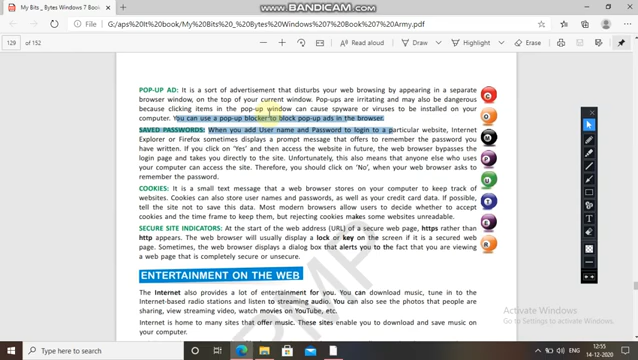 www.BANDICAM.com
My Bits _ Bytes Windows 7 Book
G:/aps%20It%20book/My%20Bits%20_%20Bytes%20Windows%207%20Book%207%20Army.pdf
129 of 152
Read aloud
Draw
Highlight
Erase
POP-UP AD: It is a sort of advertisement that disturbs your web browsing by appearing in a separate
browser window, on the top of your current window. Pop-ups are irritating and may also be dangerous
because clicking items in the pop-up window can cause spyware or viruses to be installed on your
computer. You can use a pop-up blocker to block pop-up ads in the browser.
SAVED PASSWORDS: When you add User name and Password to login to a particular website, Internet
Explorer or Firefox sometimes displays a prompt message that offers to remember the password you
have written. If you click on 'Yes' and then access the website in future, the web browser bypasses the
login page and takes you directly to the site. Unfortunately, this also means that anyone else who uses
your computer can access the site. Therefore, you should click on 'No', when your web browser asks to
remember the password.
COOKIES: It is a small text message that a web browser stores on your computer to keep track of
websites. Cookies can also store user names and passwords, as well as your credit card data. If possible,
tell the site not to save this data. Most modern browsers allow users to decide whether to accept
cookies and the time frame to keep them, but rejecting cookies makes some websites unreadable.
SECURE SITE INDICATORS: At the start of the web address (URL) of a secure web page, https rather than
http appears. The web browser will usually display a lock or key on the screen if it is a secured web
page. Sometimes, the web browser displays a dialog box that alerts you to the fact that you are viewing
a web page that is completely secure or unsecure.
ENTERTAINMENT ON THE WEB
The Internet also provides a lot of entertainment for you. You can download music, tune in to the
Internet-based radio stations and listen to streaming audio. You can also see the photos that people are
sharing, view streaming video, watch movies on YouTube, etc.
Internet is home to many sites that offer music. These sites enable you to download and save music on
your computer.
C
O
M
P
U
T
E
R
T
Activate Windows
Go to Settings to activate Windows.
Type here to search
ENG
12:55
14-12-2020